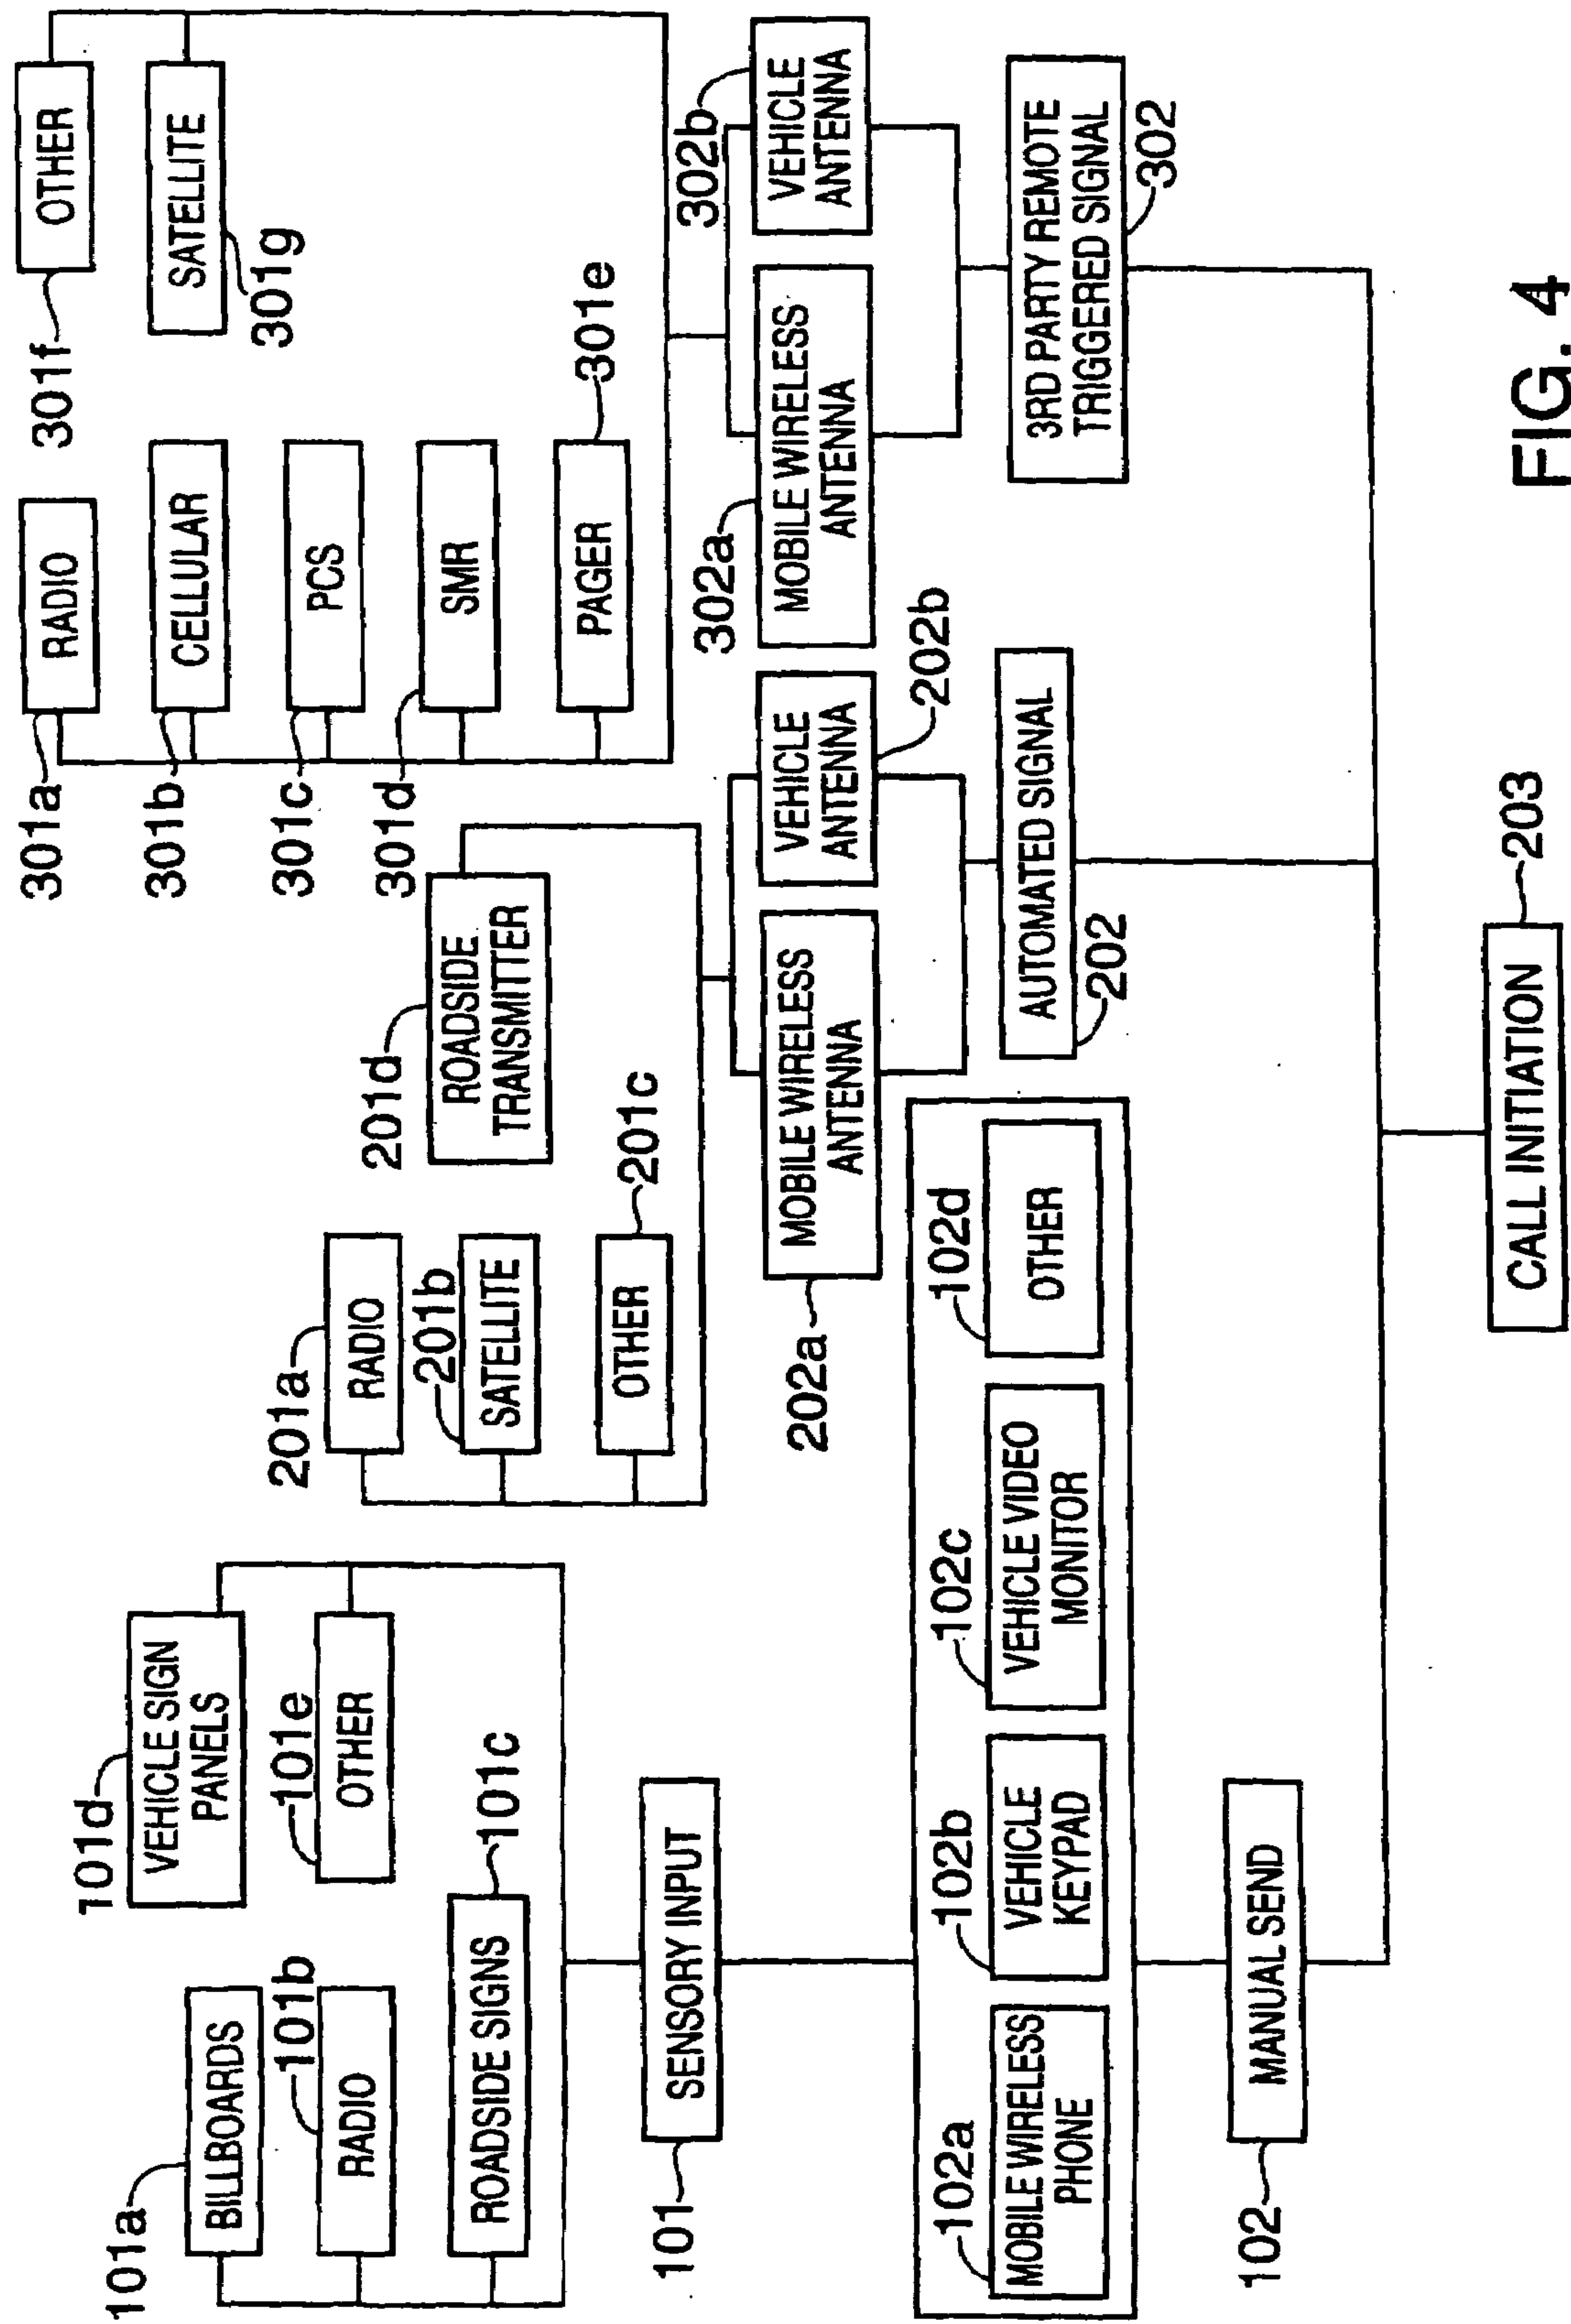 101a
BILLBOARDS
101b
RADIO
101c
ROADSIDE SIGNS
101d
VEHICLE SIGN
PANELS
101e
OTHER
101
SENSORY INPUT
102a
MOBILE WIRELESS
PHONE
102b
VEHICLE
KEYPAD
102c
VEHICLE VIDEO
MONITOR
102d
OTHER
102
MANUAL SEND
201a
RADIO
201b
SATELLITE
201c
OTHER
201d
ROADSIDE
TRANSMITTER
202a
MOBILE WIRELESS
ANTENNA
202b
VEHICLE
ANTENNA
202
AUTOMATED SIGNAL
301a
RADIO
301b
CELLULAR
301c
PCS
301d
SMR
301e
PAGER
301f
OTHER
301g
SATELLITE
302a
MOBILE WIRELESS
ANTENNA
302b
VEHICLE
ANTENNA
3RD PARTY REMOTE
TRIGGERED SIGNAL
302
CALL INITIATION
203
FIG. 4